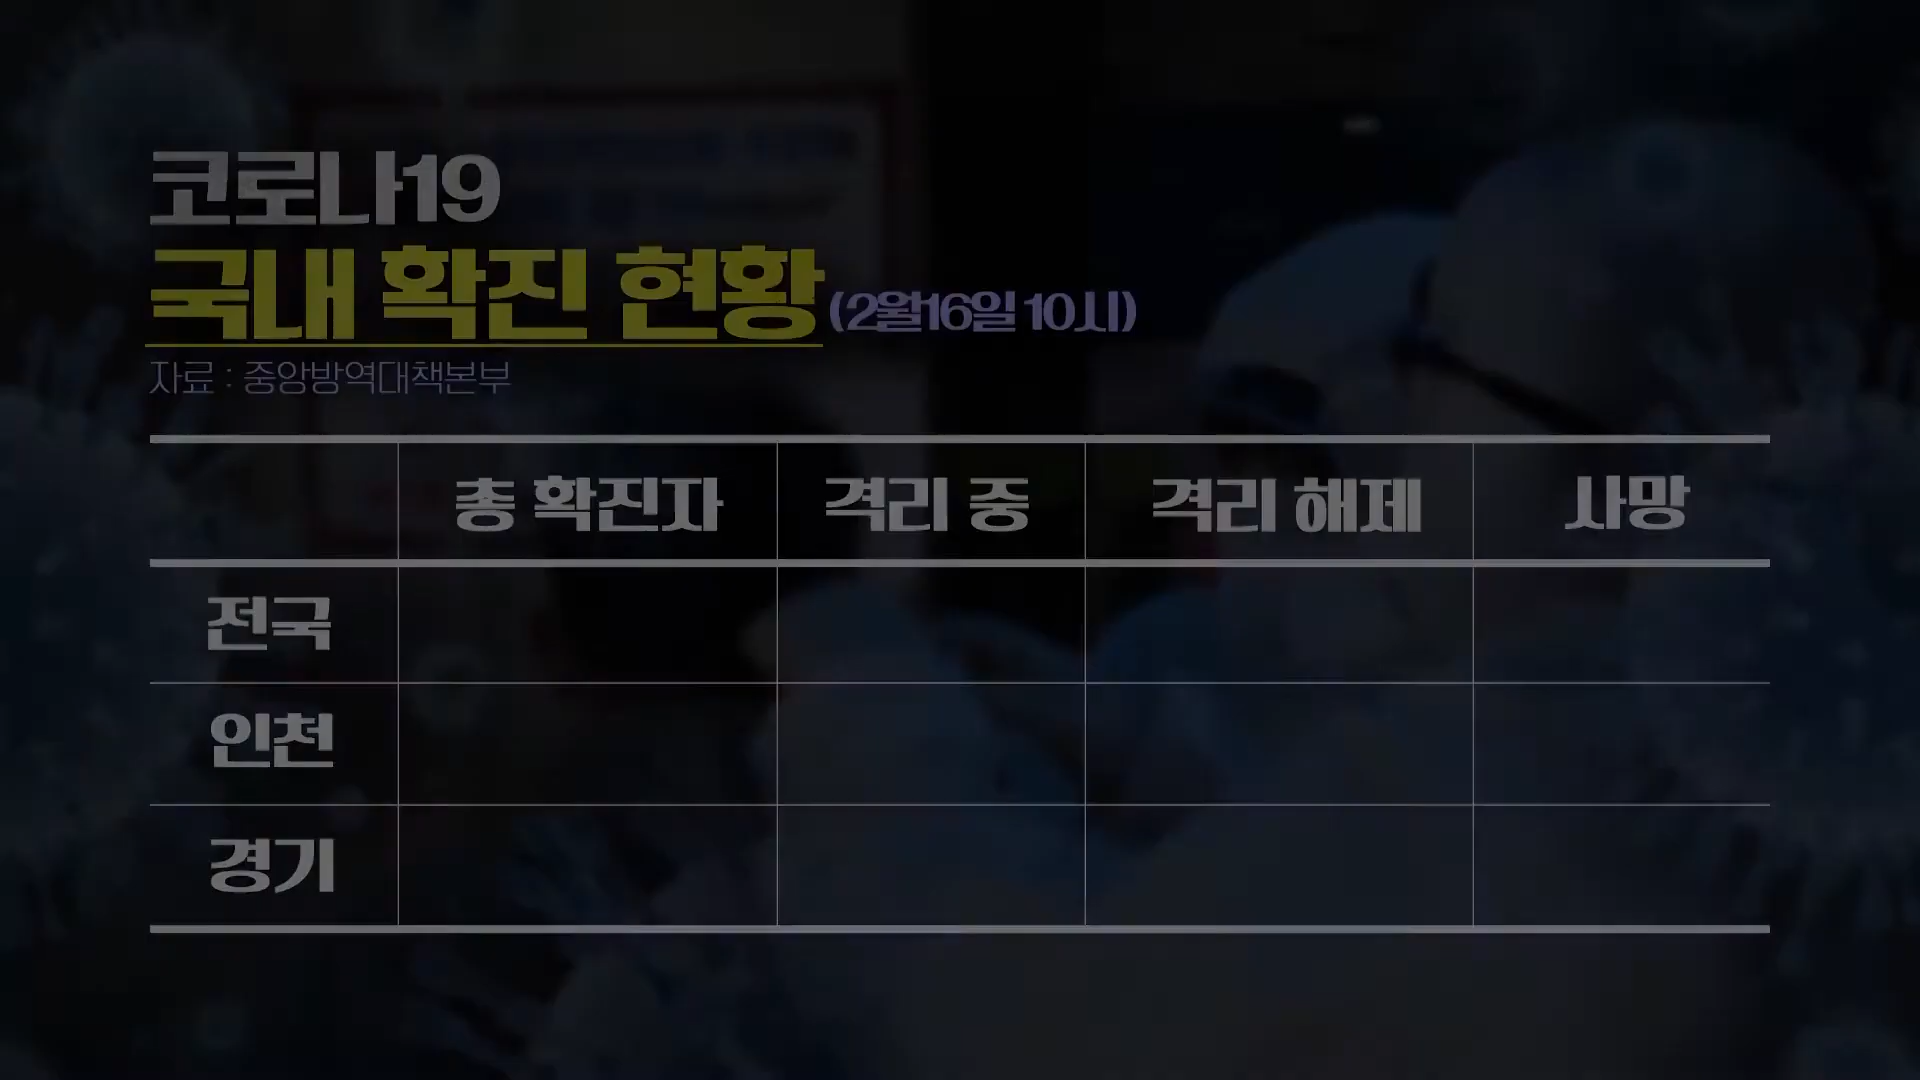 코로나19
국내 확진 현황 (2월16일 10시)
자료 : 중앙방역대책본부
총 확진자 격리 중 격리 해제 사망
전국
인천
경기